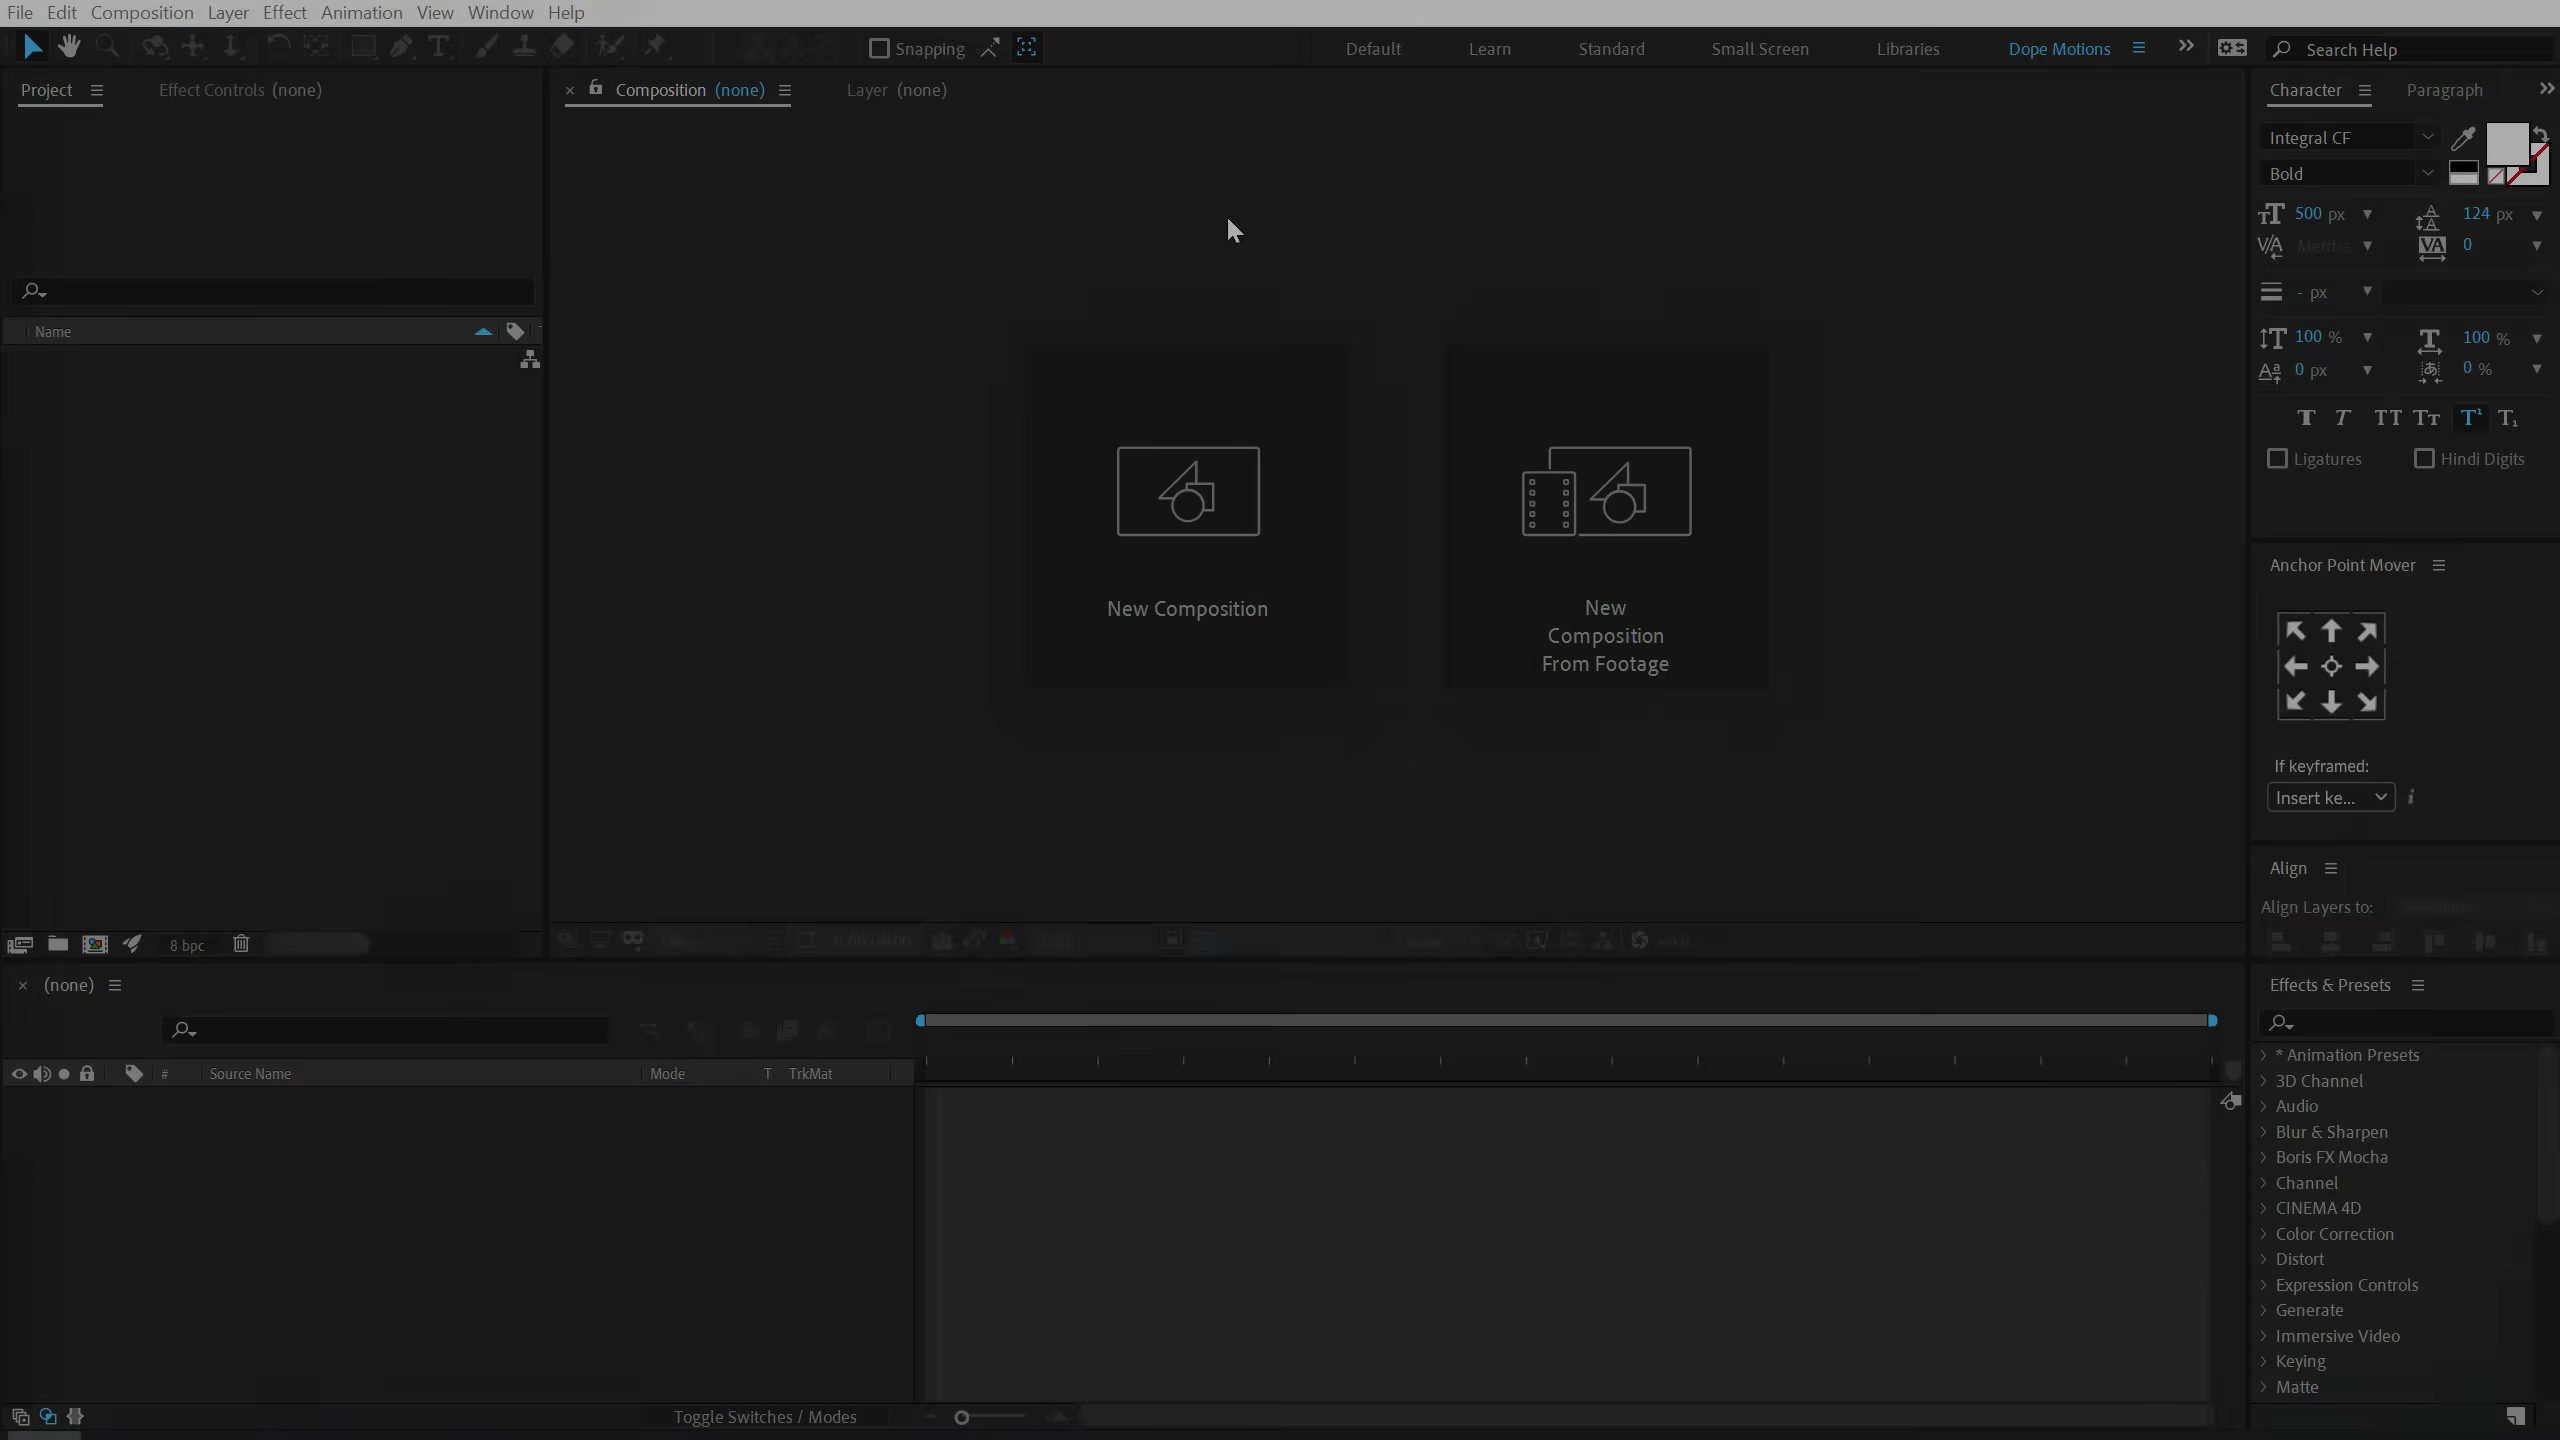 File Edit Composition Layer Effect Animation View Window Help
Snapping
Default Learn Standard Small Screen Libraries Dope Motions Search Help
Project Effect Controls (none)
Composition (none) Layer (none)
Character Paragraph
Integral CF
Bold
500 px 124 px
Metrics 0
- px
100 % 100 %
0 px 0 %
Ligatures Hindi Digits
Name
New Composition
New
Composition
From Footage
Anchor Point Mover
If keyframed:
Insert ke...
Align
Align Layers to:
8 bpc
(none)
Source Name Mode T TrkMat
#
Toggle Switches / Modes
Effects & Presets
* Animation Presets
3D Channel
Audio
Blur & Sharpen
Boris FX Mocha
Channel
CINEMA 4D
Color Correction
Distort
Expression Controls
Generate
Immersive Video
Keying
Matte